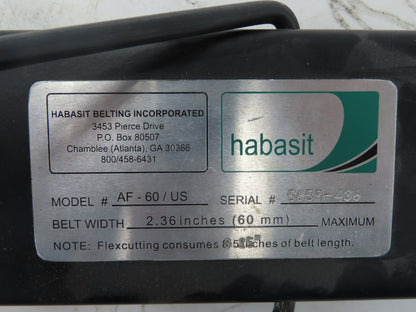 HABASIT BELTING INCORPORATED
3453 Pierce Drive
P.O. Box 80507
Chamblee (Atlanta), GA 30366
800/458-6431
habasit
MODEL # AF - 60 / US SERIAL #
BELT WIDTH 2.36 inches (60 mm) MAXIMUM
NOTE: Flexcutting consumes of belt length.